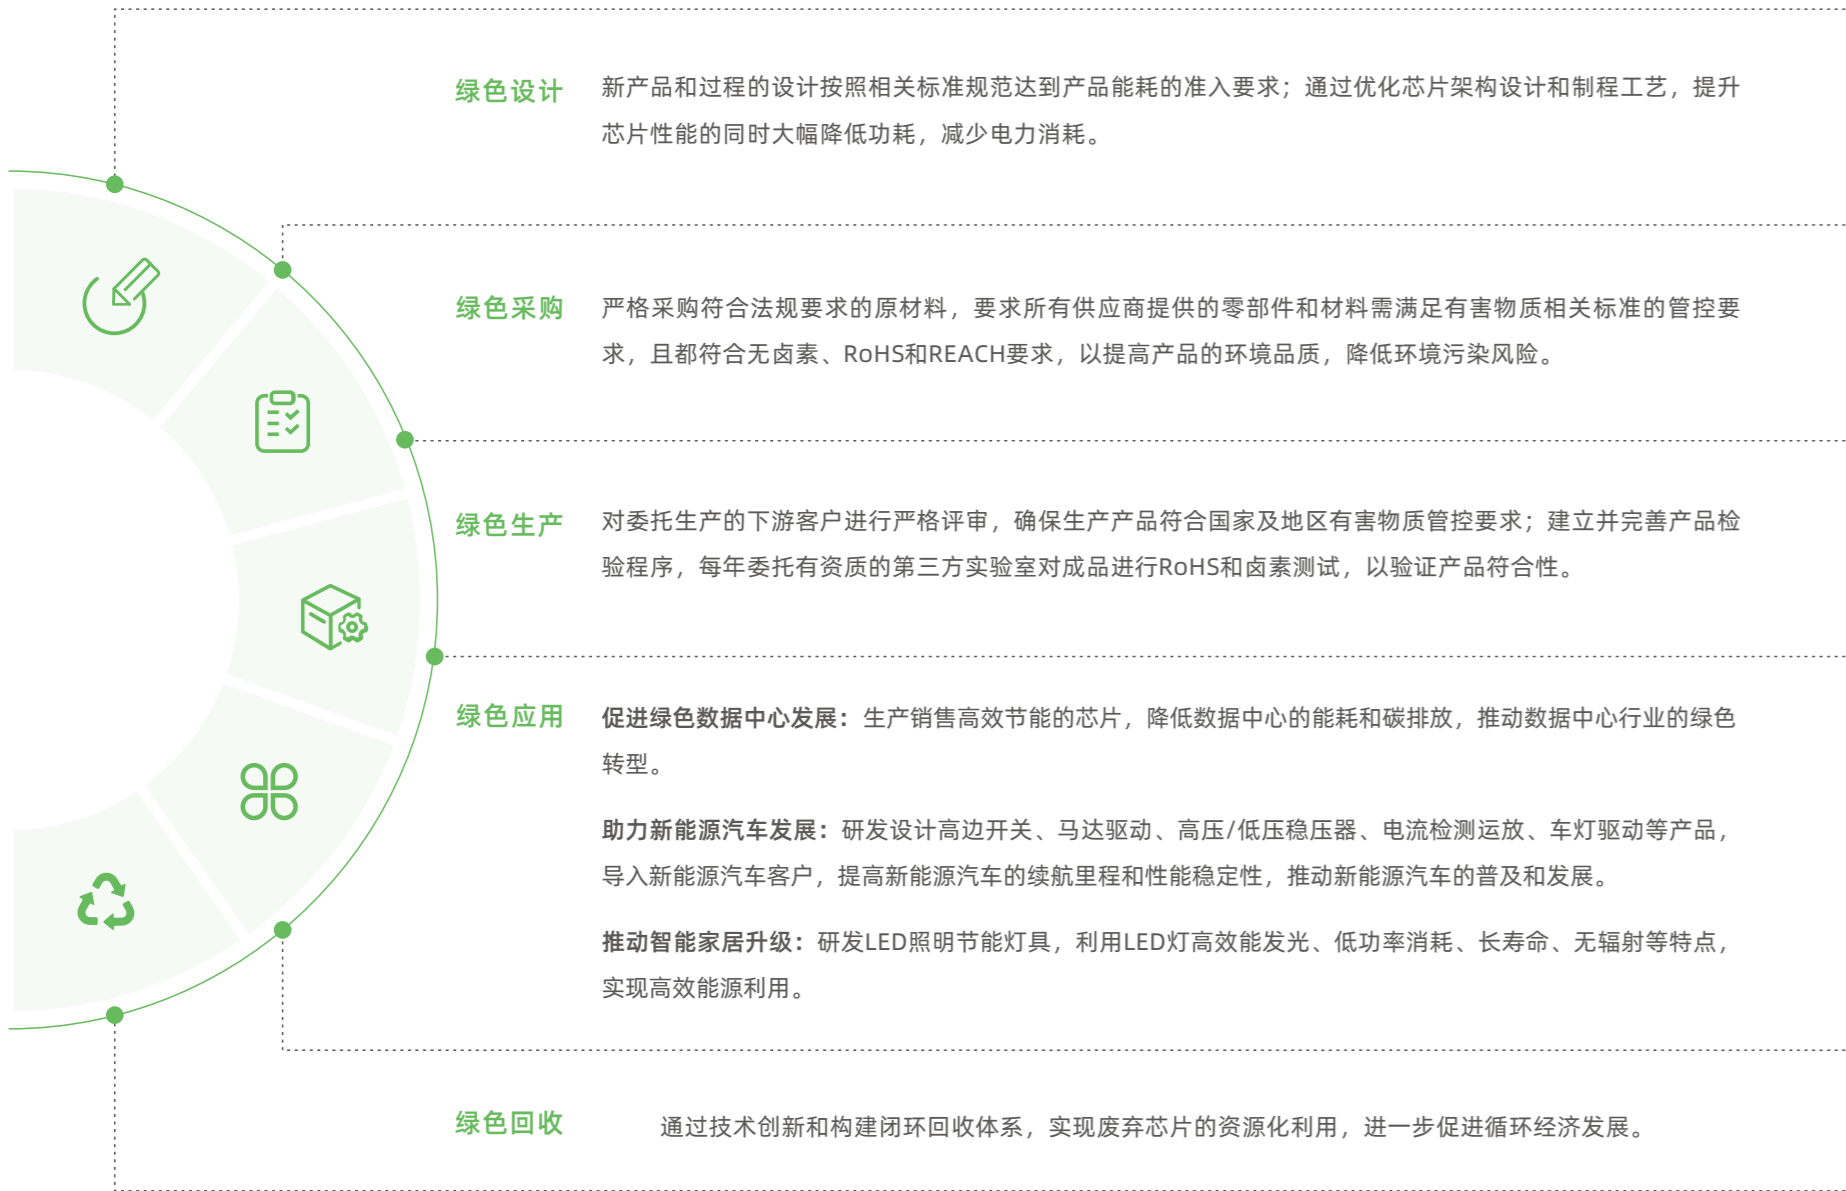 绿色设计
新产品和过程的设计按照相关标准规范达到产品能耗的准入要求；通过优化芯片架构设计和制程工艺，提升
芯片性能的同时大幅降低功耗，减少电力消耗。
绿色采购
严格采购符合法规要求的原材料，要求所有供应商提供的零部件和材料需满足有害物质相关标准的管控要
求，且都符合无卤素、RoHS和REACH要求，以提高产品的环境品质，降低环境污染风险。
绿色生产
对委托生产的下游客户进行严格评审，确保生产产品符合国家及地区有害物质管控要求；建立并完善产品检
验程序，每年委托有资质的第三方实验室对成品进行RoHS和卤素测试，以验证产品符合性。
绿色应用
促进绿色数据中心发展：生产销售高效节能的芯片，降低数据中心的能耗和碳排放，推动数据中心行业的绿色
转型。
助力新能源汽车发展：研发设计高边开关、马达驱动、高压/低压稳压器、电流检测运放、车灯驱动等产品，
导入新能源汽车客户，提高新能源汽车的续航里程和性能稳定性，推动新能源汽车的普及和发展。
推动智能家居升级：研发LED照明节能灯具，利用LED灯高效能发光、低功率消耗、长寿命、无辐射等特点，
实现高效能源利用。
绿色回收
通过技术创新和构建闭环回收体系，实现废弃芯片的资源化利用，进一步促进循环经济发展。